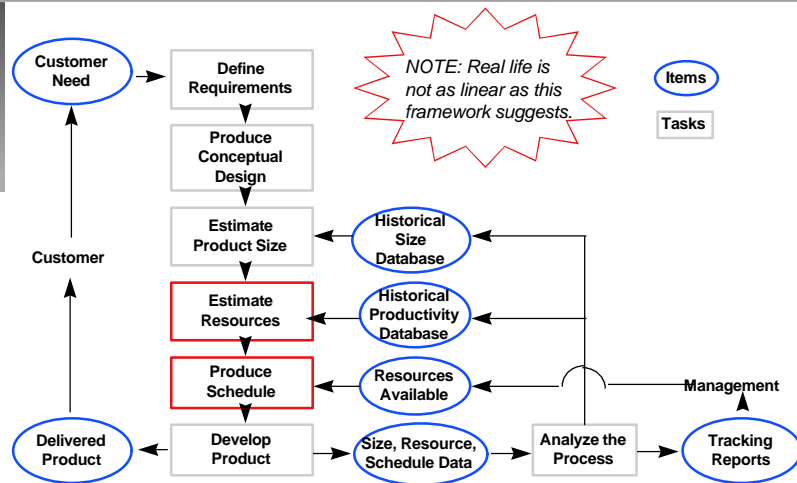 Customer
Need
Define
Requirements
NOTE: Real life is
not as linear as this
framework suggests.
Items
Tasks
Produce
Conceptual
Design
Estimate
Product Size
Historical
Size
Database
Customer
Estimate
Resources
Historical
Productivity
Database
Produce
Schedule
Resources
Available
Management
Delivered
Product
Develop
Product
Size, Resource,
Schedule Data
Analyze the
Process
Tracking
Reports